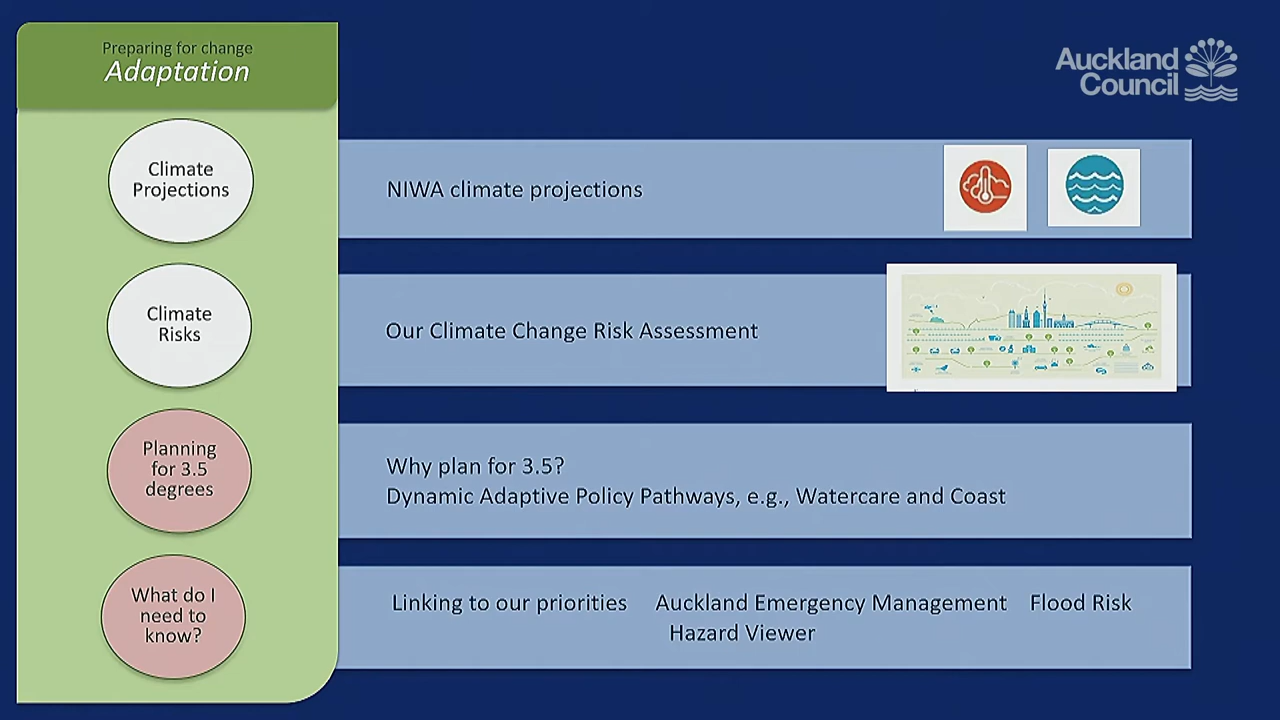 Preparing for change
Adaptation
Auckland
Council
Climate
Projections
NIWA climate projections
Climate
Risks
Our Climate Change Risk Assessment
Planning
for 3.5
degrees
Why plan for 3.5?
Dynamic Adaptive Policy Pathways, e.g., Watercare and Coast
What do I
need to
know?
Linking to our priorities Auckland Emergency Management Flood Risk
Hazard Viewer